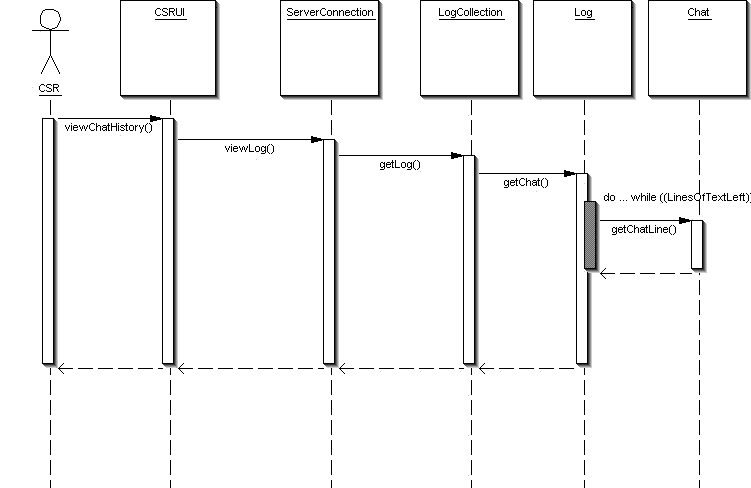 CSRUI
ServerConnection
LogCollection
Log
Chat
CSR
viewChatHistory()
viewLog()
getLog()
getChat()
do ... while ((LinesOfTextLeft))
getChatLine()